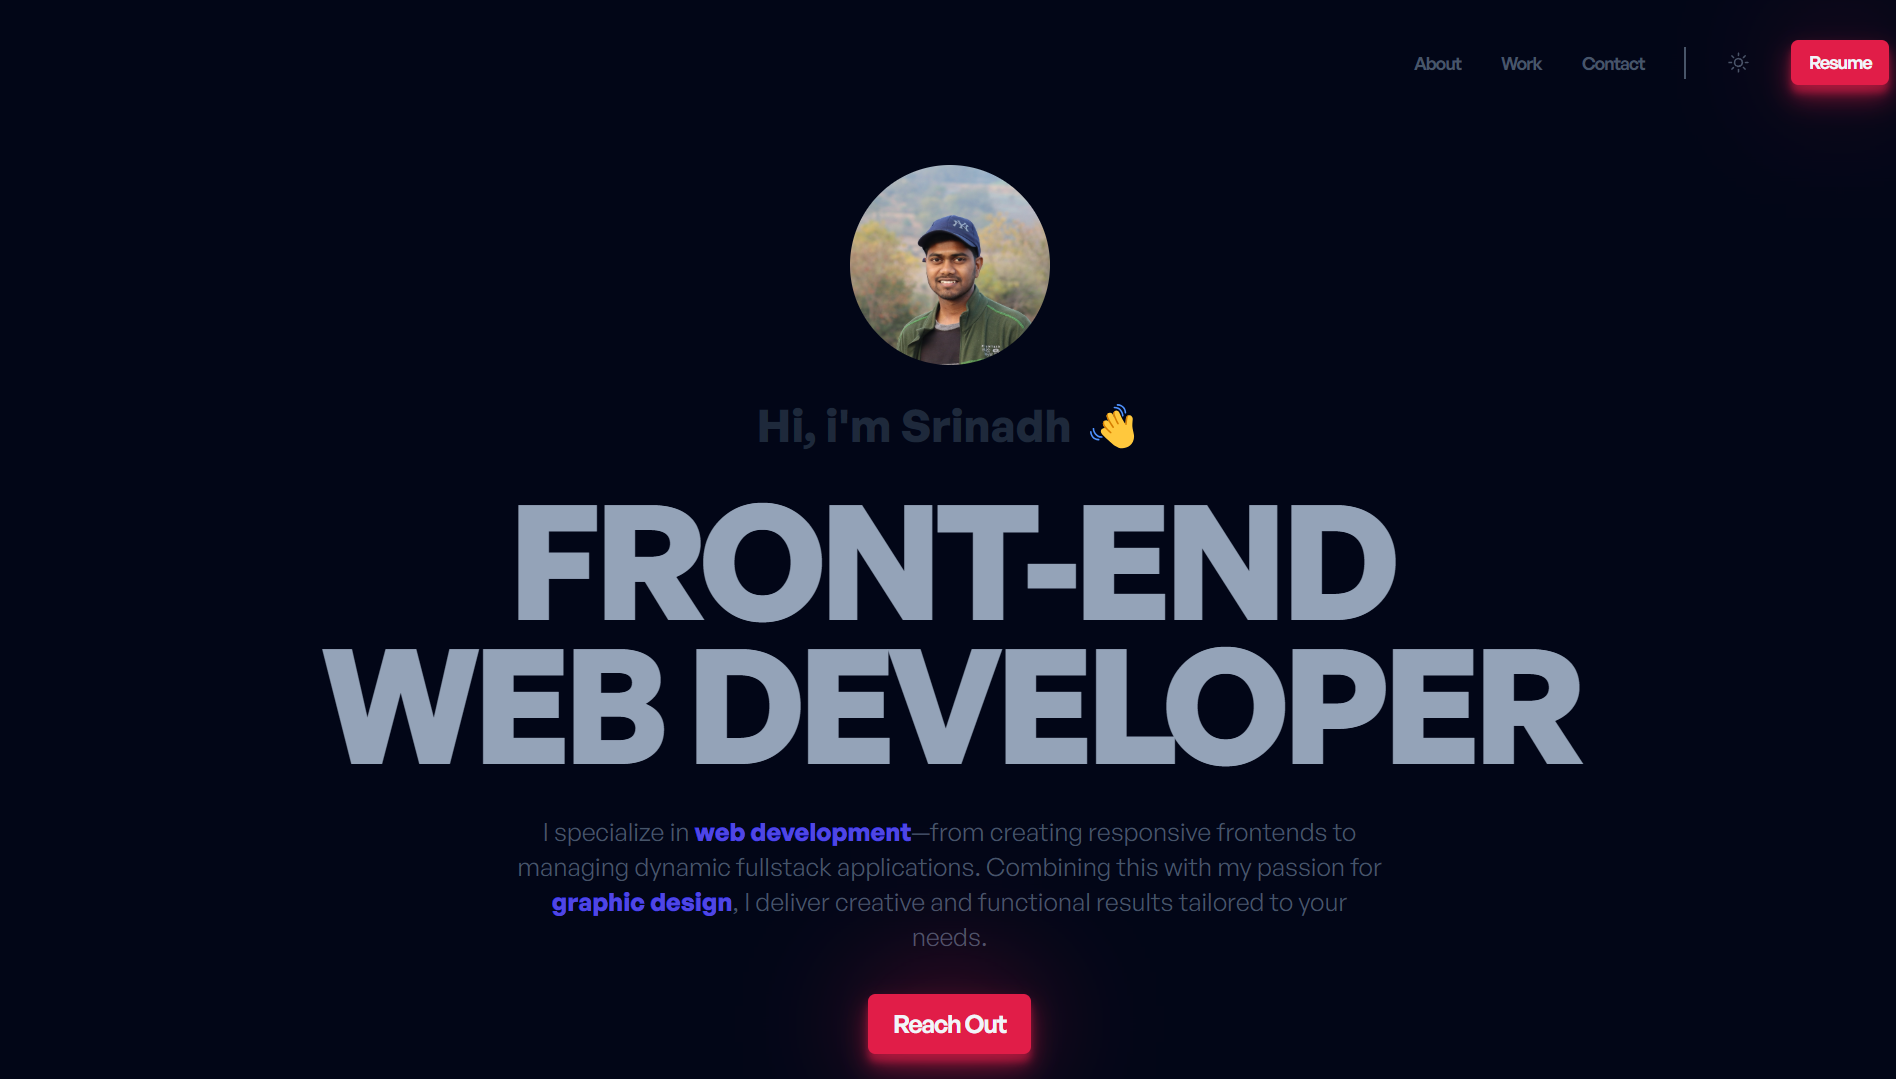 About Work Contact Resume
Hi, i'm Srinadh 👋
FRONT-END
WEB DEVELOPER
I specialize in web development—from creating responsive frontends to
managing dynamic fullstack applications. Combining this with my passion for
graphic design, I deliver creative and functional results tailored to your
needs.
Reach Out